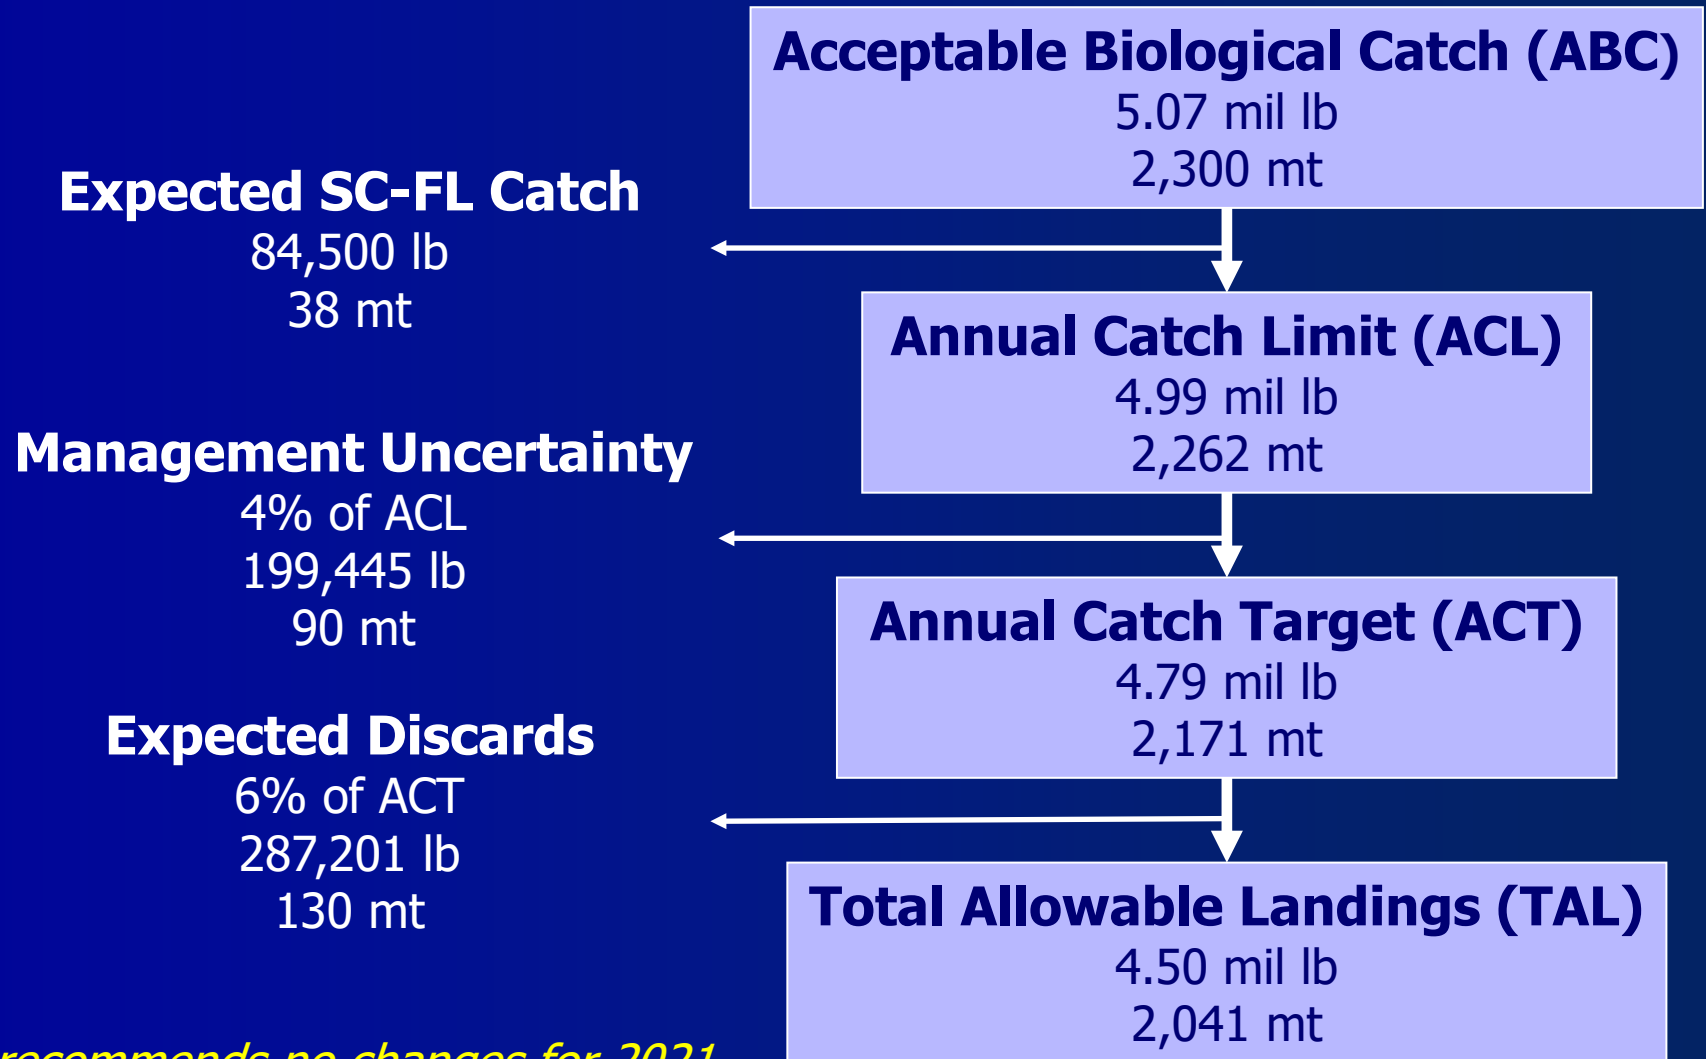 Acceptable Biological Catch (ABC)
5.07 mil lb
2,300 mt
Expected SC-FL Catch
84,500 lb
38 mt
Annual Catch Limit (ACL)
4.99 mil lb
2,262 mt
Management Uncertainty
4% of ACL
199,445 lb
90 mt
Annual Catch Target (ACT)
4.79 mil lb
2,171 mt
Expected Discards
6% of ACT
287,201 lb
130 mt
Total Allowable Landings (TAL)
4.50 mil lb
2,041 mt
recommends no changes for 2021